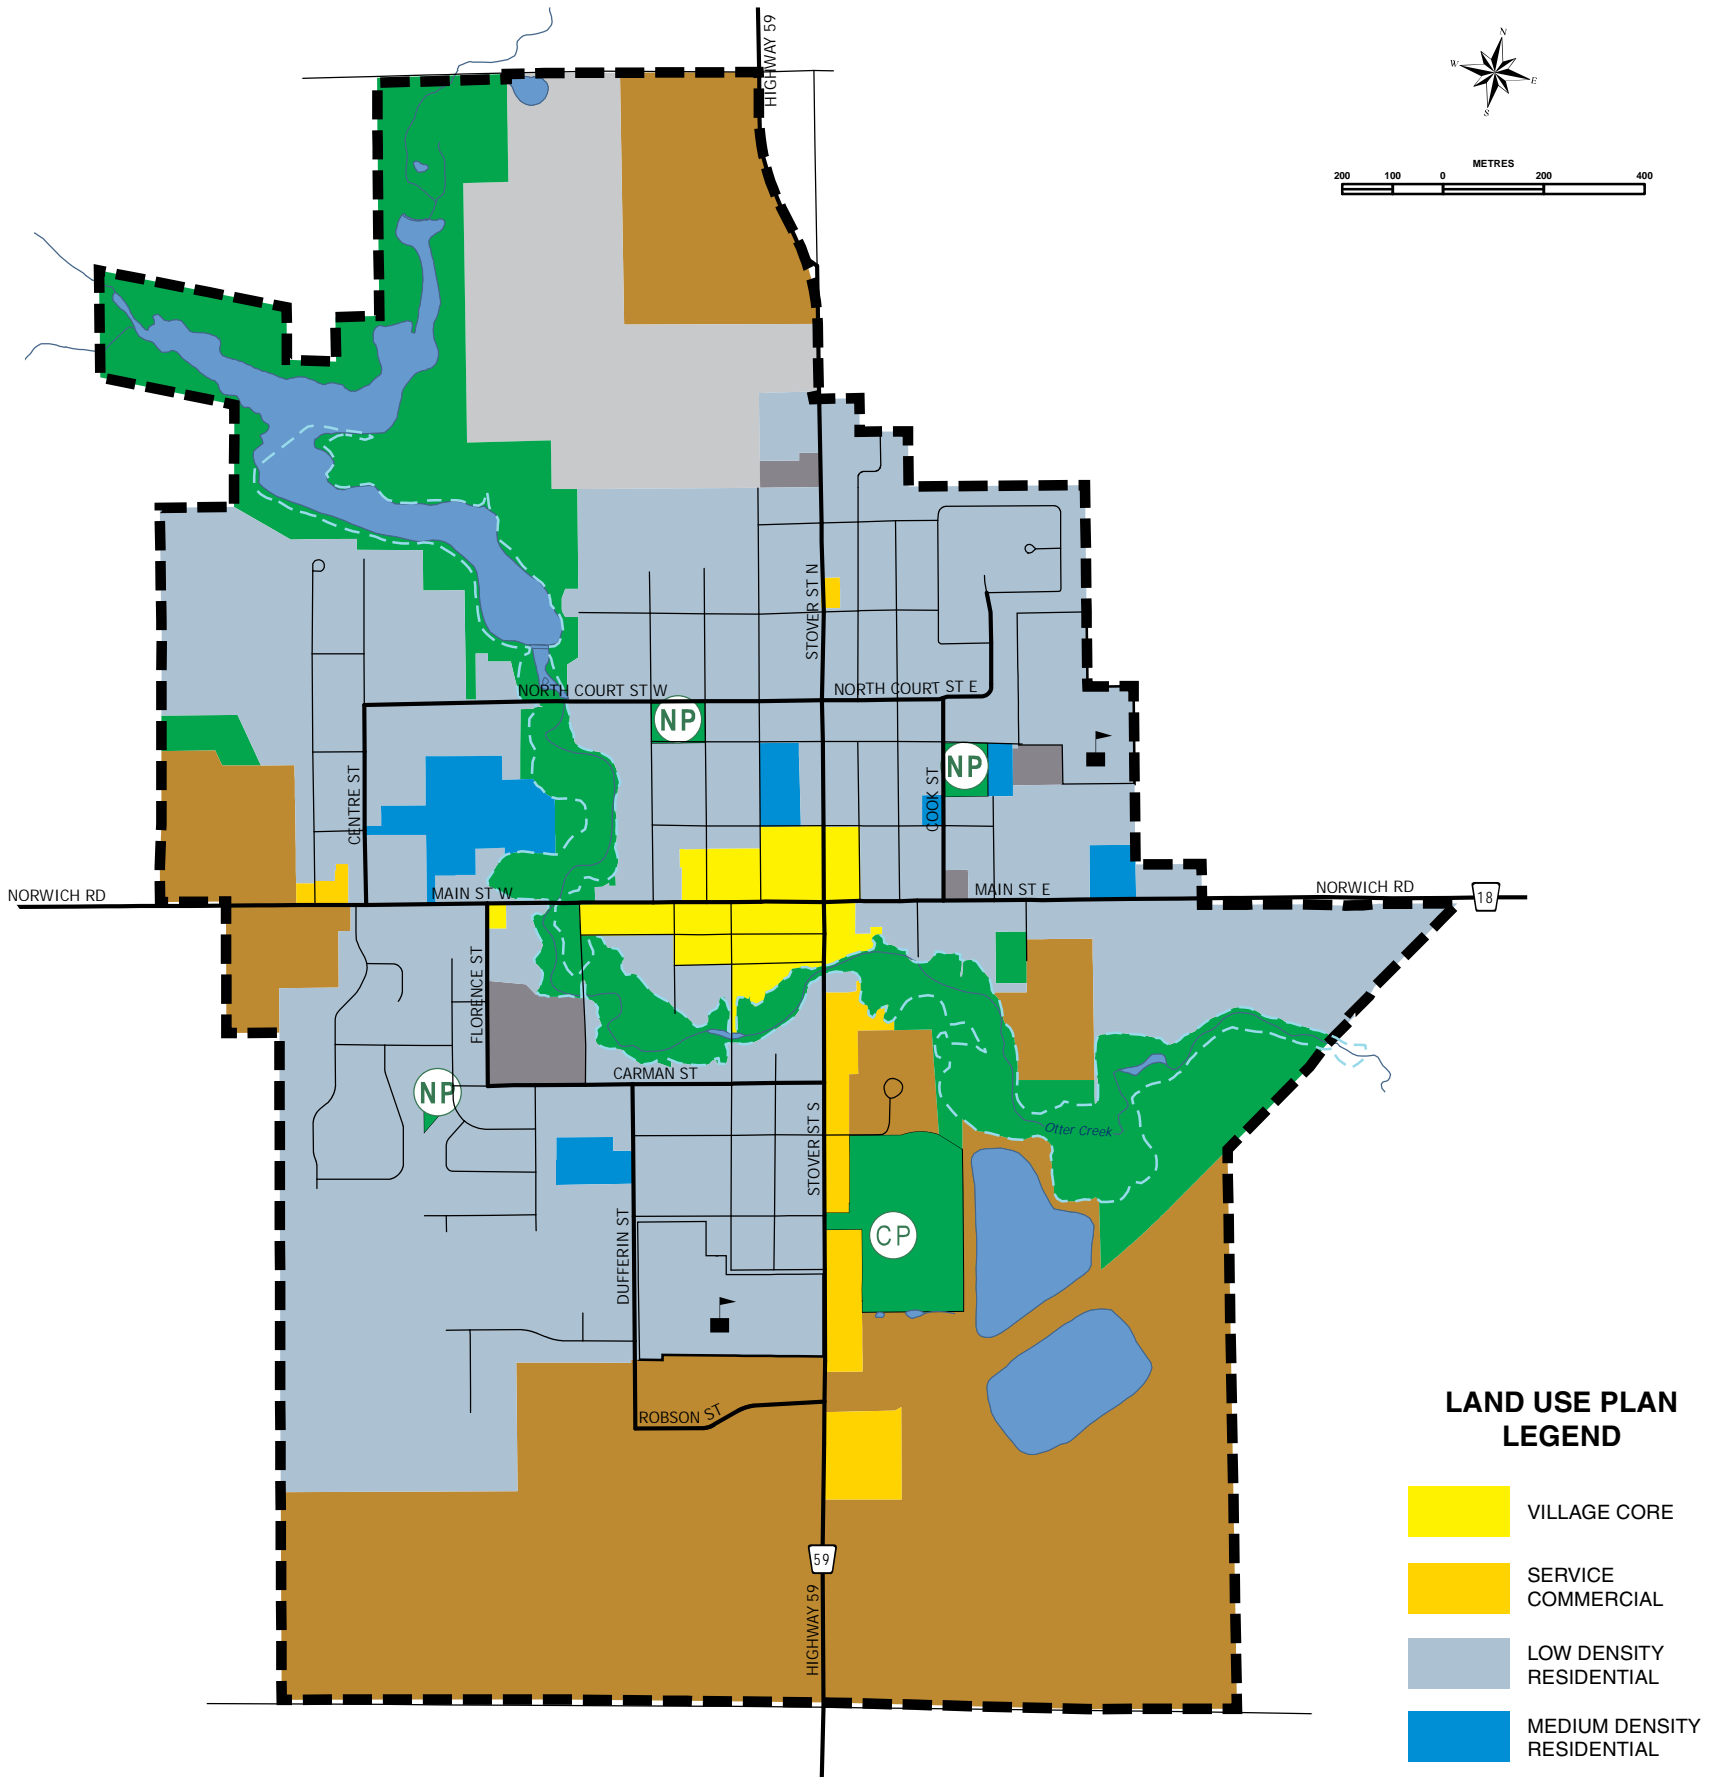 HIGHWAY 59
N
W
E
S
METRES
200 100 0 200 400
STOVER ST N
NORTH COURT ST W
NORTH COURT ST E
NP
NP
CENTRE ST
COOK ST
NORWICH RD
MAIN ST W
MAIN ST E
NORWICH RD
18
FLORENCE ST
CARMAN ST
NP
STOVER ST S
Otter Creek
DUFFERIN ST
CP
ROBSON ST
59
HIGHWAY 59
LAND USE PLAN
LEGEND
VILLAGE CORE
SERVICE
COMMERCIAL
LOW DENSITY
RESIDENTIAL
MEDIUM DENSITY
RESIDENTIAL